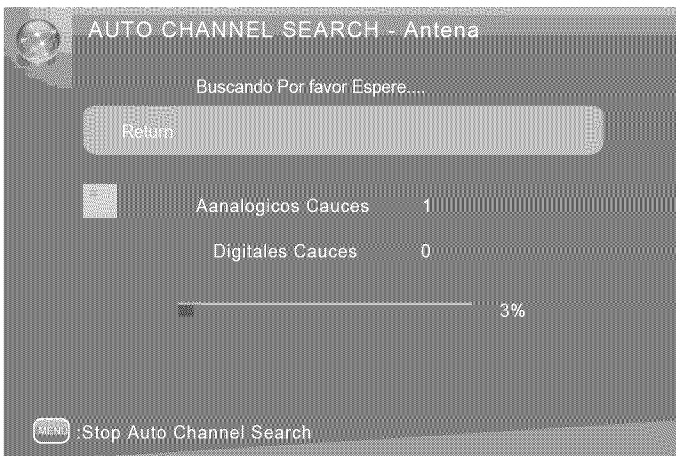 AUTO CHANNEL SEARCH - Antena
Buscando Por favor Espere....
Return
Aanalogicos Cauces 1
Digitales Cauces 0
3%
MENU :Stop Auto Channel Search